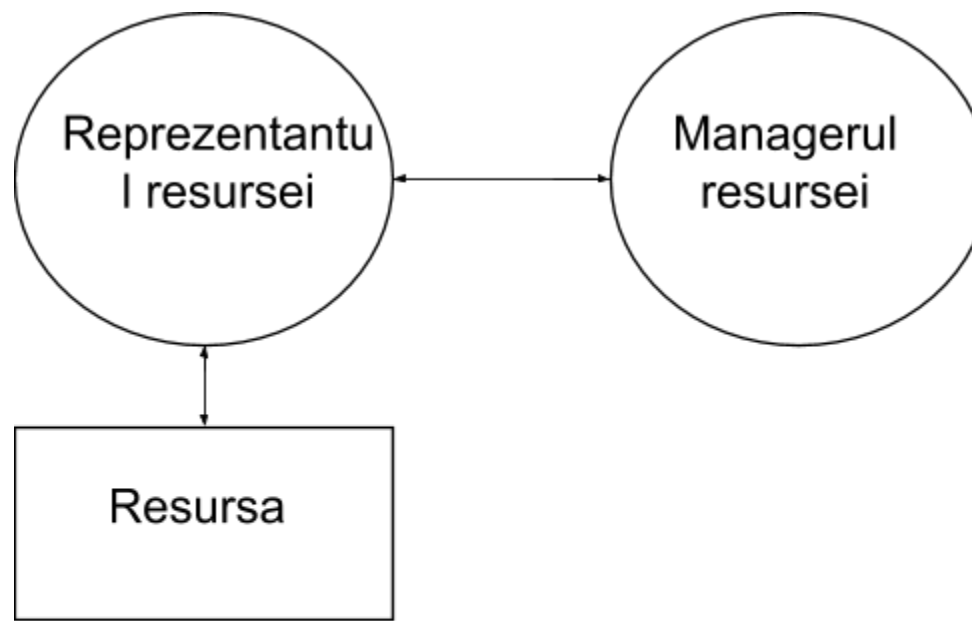 Reprezentantu
l resursei
Managerul
resursei
Resursa